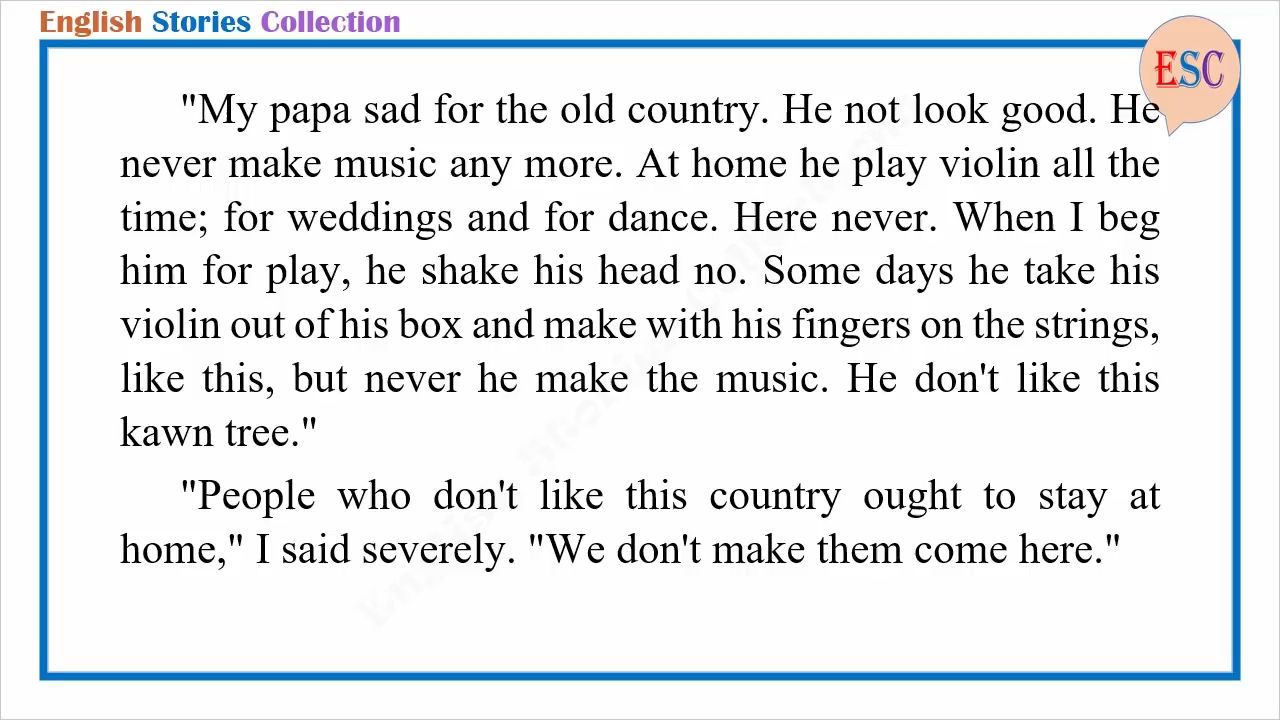 English Stories Collection
ESC
"My papa sad for the old country. He not look good. He
never make music any more. At home he play violin all the
time; for weddings and for dance. Here never. When I beg
him for play, he shake his head no. Some days he take his
violin out of his box and make with his fingers on the strings,
like this, but never he make the music. He don't like this
kawn tree."
"People who don't like this country ought to stay at
home," I said severely. "We don't make them come here."